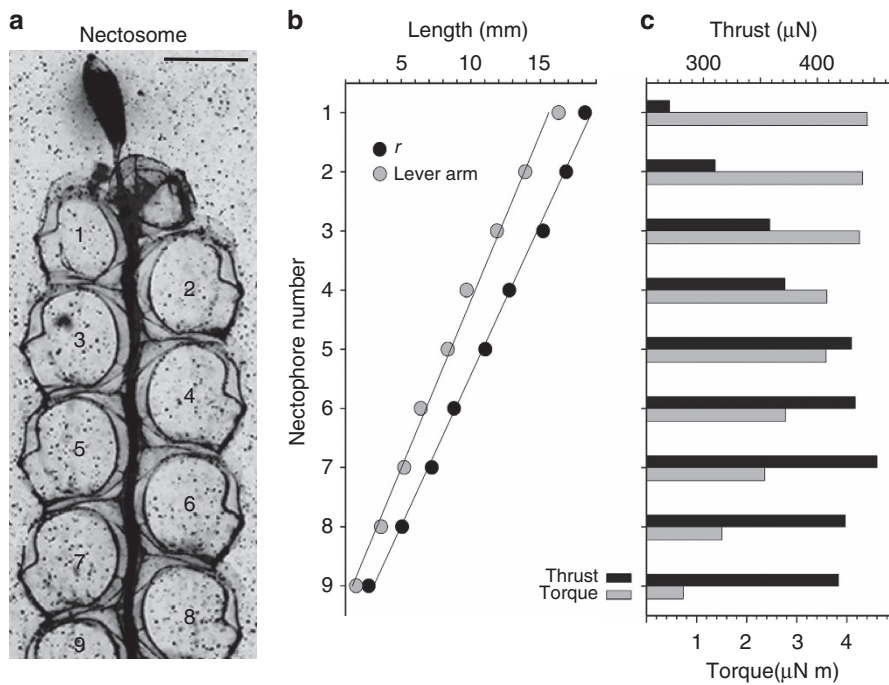 a
Nectosome
1
2
3
4
5
6
7
8
9
b
Length (mm)
5 10 15
Nectophore number
1
2
3
4
5
6
7
8
9
r
Lever arm
c
Thrust (μN)
300 400
Thrust
Torque
1 2 3 4
Torque(μN m)